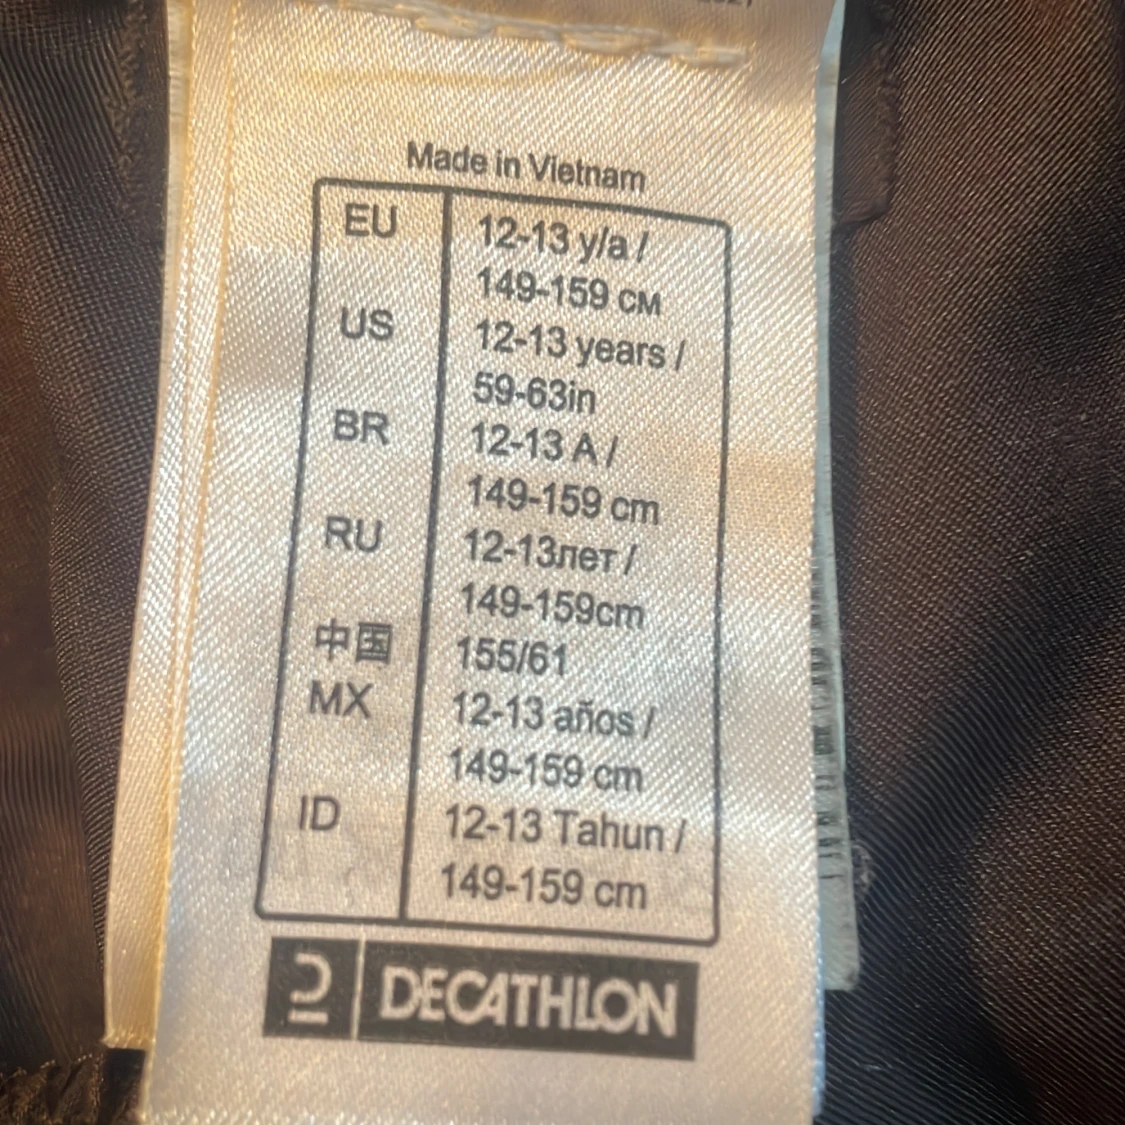 Made in Vietnam
EU 12-13 y/a /
149-159 см
US 12-13 years /
59-63in
BR 12-13 A /
149-159 cm
RU 12-13лет /
149-159cm
中国 155/61
MX 12-13 años /
149-159 cm
ID 12-13 Tahun /
149-159 cm
DECATHLON